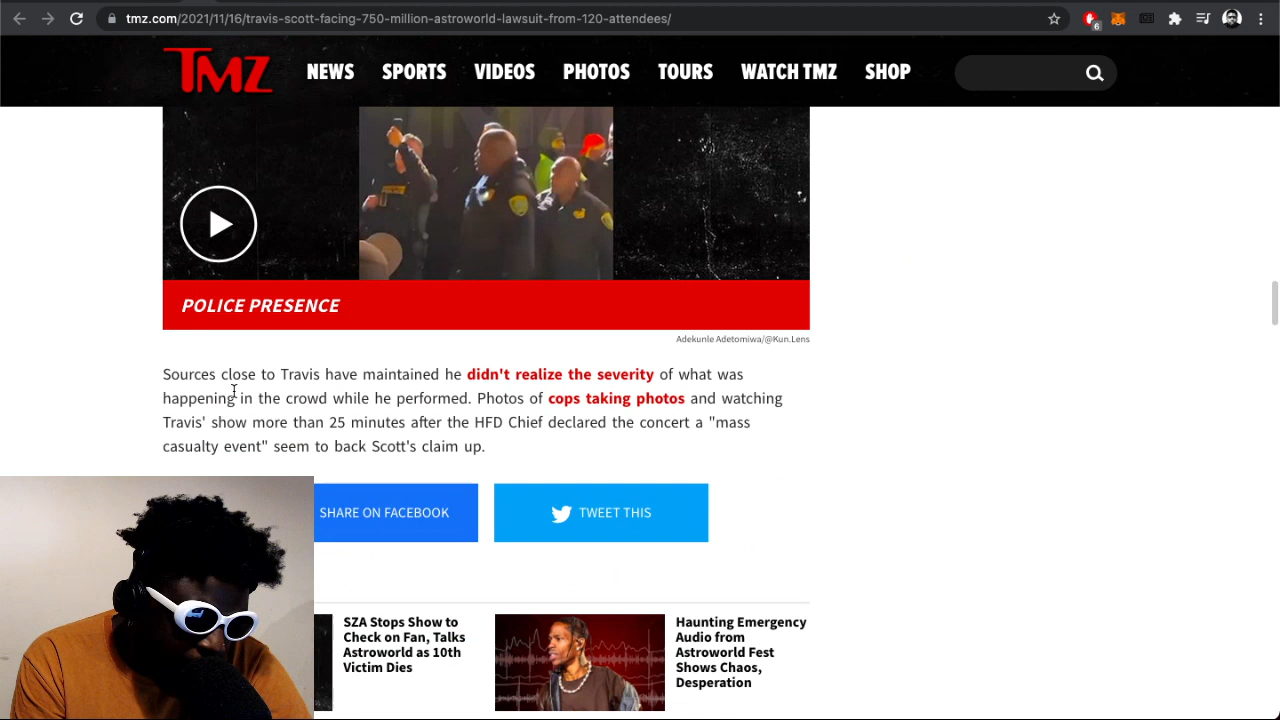 tmz.com/2021/11/16/travis-scott-facing-750-million-astroworld-lawsuit-from-120-attendees/
6
TMZ NEWS SPORTS VIDEOS PHOTOS TOURS WATCH TMZ SHOP
POLICE PRESENCE
Adekunle Adetomiwa/@Kun.Lens
Sources close to Travis have maintained he didn't realize the severity of what was
happening in the crowd while he performed. Photos of cops taking photos and watching
Travis' show more than 25 minutes after the HFD Chief declared the concert a "mass
casualty event" seem to back Scott's claim up.
SHARE ON FACEBOOK
TWEET THIS
SZA Stops Show to
Check on Fan, Talks
Astroworld as 10th
Victim Dies
Haunting Emergency
Audio from
Astroworld Fest
Shows Chaos,
Desperation